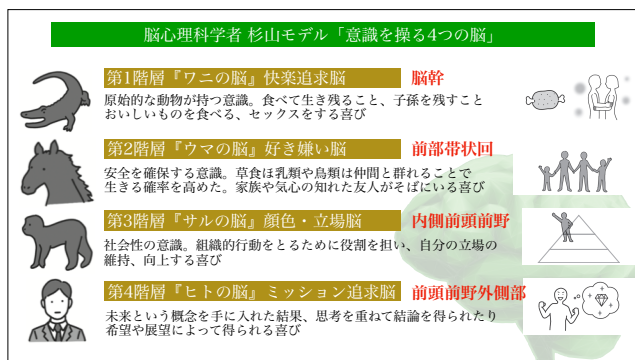 脳心理科学者 杉山モデル「意識を操る4つの脳」
第1階層『ワニの脳』快楽追求脳 脳幹
原始的な動物が持つ意識。食べて生き残ること、子孫を残すこと
おいしいものを食べる、セックスをする喜び
第2階層『ウマの脳』好き嫌い脳 前部帯状回
安全を確保する意識。草食ほ乳類や鳥類は仲間と群れることで
生きる確率を高めた。家族や気心の知れた友人がそばにいる喜び
第3階層『サルの脳』顔色・立場脳 内側前頭前野
社会性の意識。組織的行動をとるために役割を担い、自分の立場の
維持、向上する喜び
第4階層『ヒトの脳』ミッション追求脳 前頭前野外側部
未来という概念を手に入れた結果、思考を重ねて結論を得られたり
希望や展望によって得られる喜び